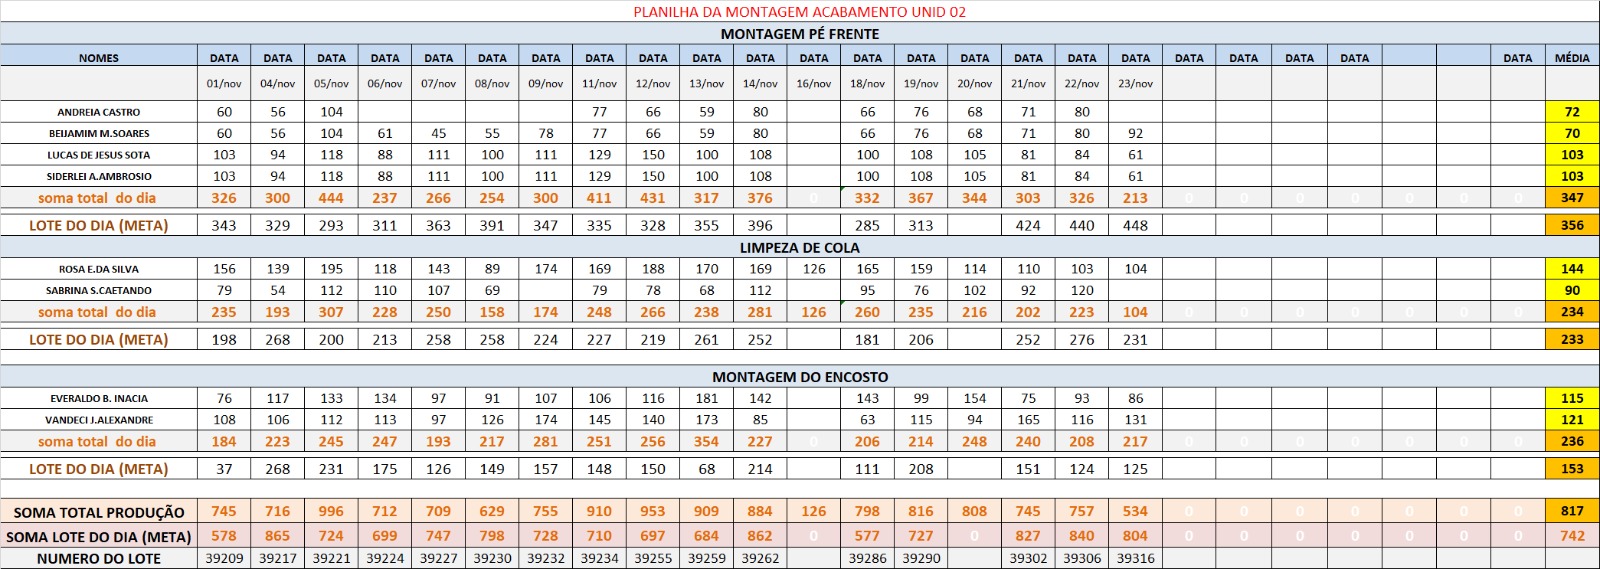 PLANILHA DA MONTAGEM ACABAMENTO UNID 02
MONTAGEM PÉ FRENTE
NOMES DATA DATA DATA DATA DATA DATA DATA DATA DATA DATA DATA DATA DATA DATA DATA DATA DATA DATA DATA DATA DATA DATA DATA MÉDIA
01/nov 04/nov 05/nov 06/nov 07/nov 08/nov 09/nov 11/nov 12/nov 13/nov 14/nov 16/nov 18/nov 19/nov 20/nov 21/nov 22/nov 23/nov
ANDREIA CASTRO 60 56 104 77 66 59 80 66 76 68 71 80 72
BEIJAMIM M.SOARES 60 56 104 61 45 55 78 77 66 59 80 66 76 68 71 80 92 70
LUCAS DE JESUS SOTA 103 94 118 88 111 100 111 129 150 100 108 100 108 105 81 84 61 103
SIDERLEI A.AMBROSIO 103 94 118 88 111 100 111 129 150 100 108 100 108 105 81 84 61 103
soma total do dia 326 300 444 237 266 254 300 411 431 317 376 0 332 367 344 303 326 213 0 0 0 0 0 0 0 347
LOTE DO DIA (META) 343 329 293 311 363 391 347 335 328 355 396 285 313 424 440 448 356
LIMPEZA DE COLA
ROSA E.DA SILVA 156 139 195 118 143 89 174 169 188 170 169 126 165 159 114 110 103 104 144
SABRINA S.CAETANDO 79 54 112 110 107 69 79 78 68 112 95 76 102 92 120 90
soma total do dia 235 193 307 228 250 158 174 248 266 238 281 126 260 235 216 202 223 104 0 0 0 0 0 0 0 234
LOTE DO DIA (META) 198 268 200 213 258 258 224 227 219 261 252 181 206 252 276 231 233
MONTAGEM DO ENCOSTO
EVERALDO B. INACIA 76 117 133 134 97 91 107 106 116 181 142 143 99 154 75 93 86 115
VANDECI J.ALEXANDRE 108 106 112 113 97 126 174 145 140 173 85 63 115 94 165 116 131 121
soma total do dia 184 223 245 247 193 217 281 251 256 354 227 0 206 214 248 240 208 217 0 0 0 0 0 0 0 236
LOTE DO DIA (META) 37 268 231 175 126 149 157 148 150 68 214 111 208 151 124 125 153
SOMA TOTAL PRODUÇÃO 745 716 996 712 709 629 755 910 953 909 884 126 798 816 808 745 757 534 817
SOMA LOTE DO DIA (META) 578 865 724 699 747 798 728 710 697 684 862 0 577 727 0 827 840 804 742
NUMERO DO LOTE 39209 39217 39221 39224 39227 39230 39232 39234 39255 39259 39262 39286 39290 39302 39306 39316